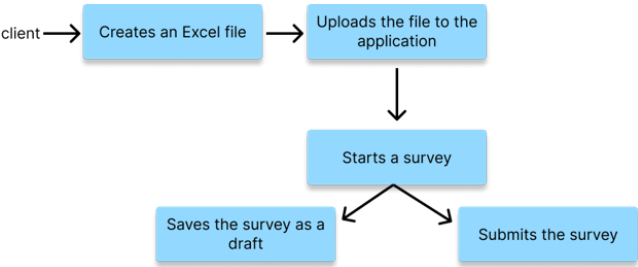 client
Creates an Excel file
Uploads the file to the
application
Starts a survey
Saves the survey as a
draft
Submits the survey